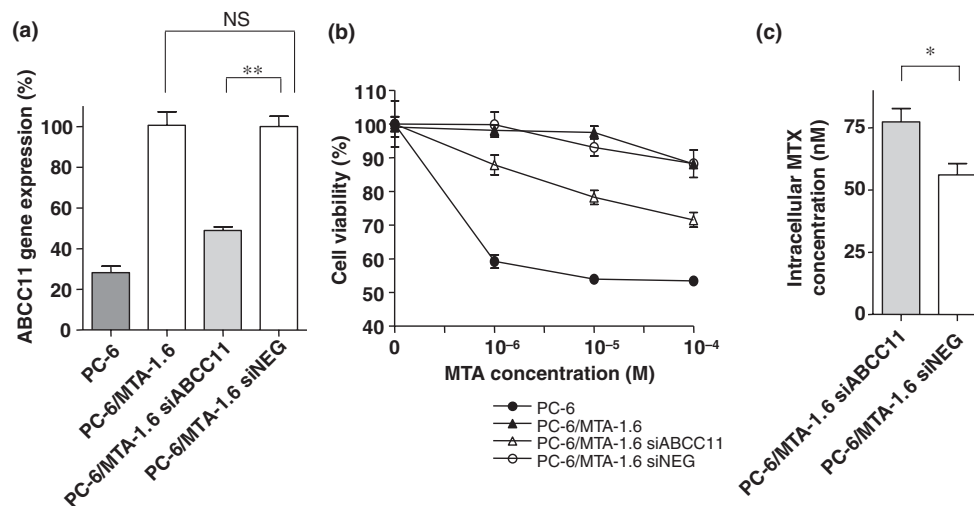 (a)
NS
**
ABCC11 gene expression (%)
100
80
60
40
20
0
PC-6
PC-6/MTA-1.6
PC-6/MTA-1.6 siABCC11
PC-6/MTA-1.6 siNEG
(b)
Cell viability (%)
110
100
90
80
70
60
50
40
0
10⁻⁶
10⁻⁵
10⁻⁴
MTA concentration (M)
PC-6
PC-6/MTA-1.6
PC-6/MTA-1.6 siABCC11
PC-6/MTA-1.6 siNEG
(c)
*
Intracellular MTX
concentration (nM)
75
50
25
0
PC-6/MTA-1.6 siABCC11
PC-6/MTA-1.6 siNEG